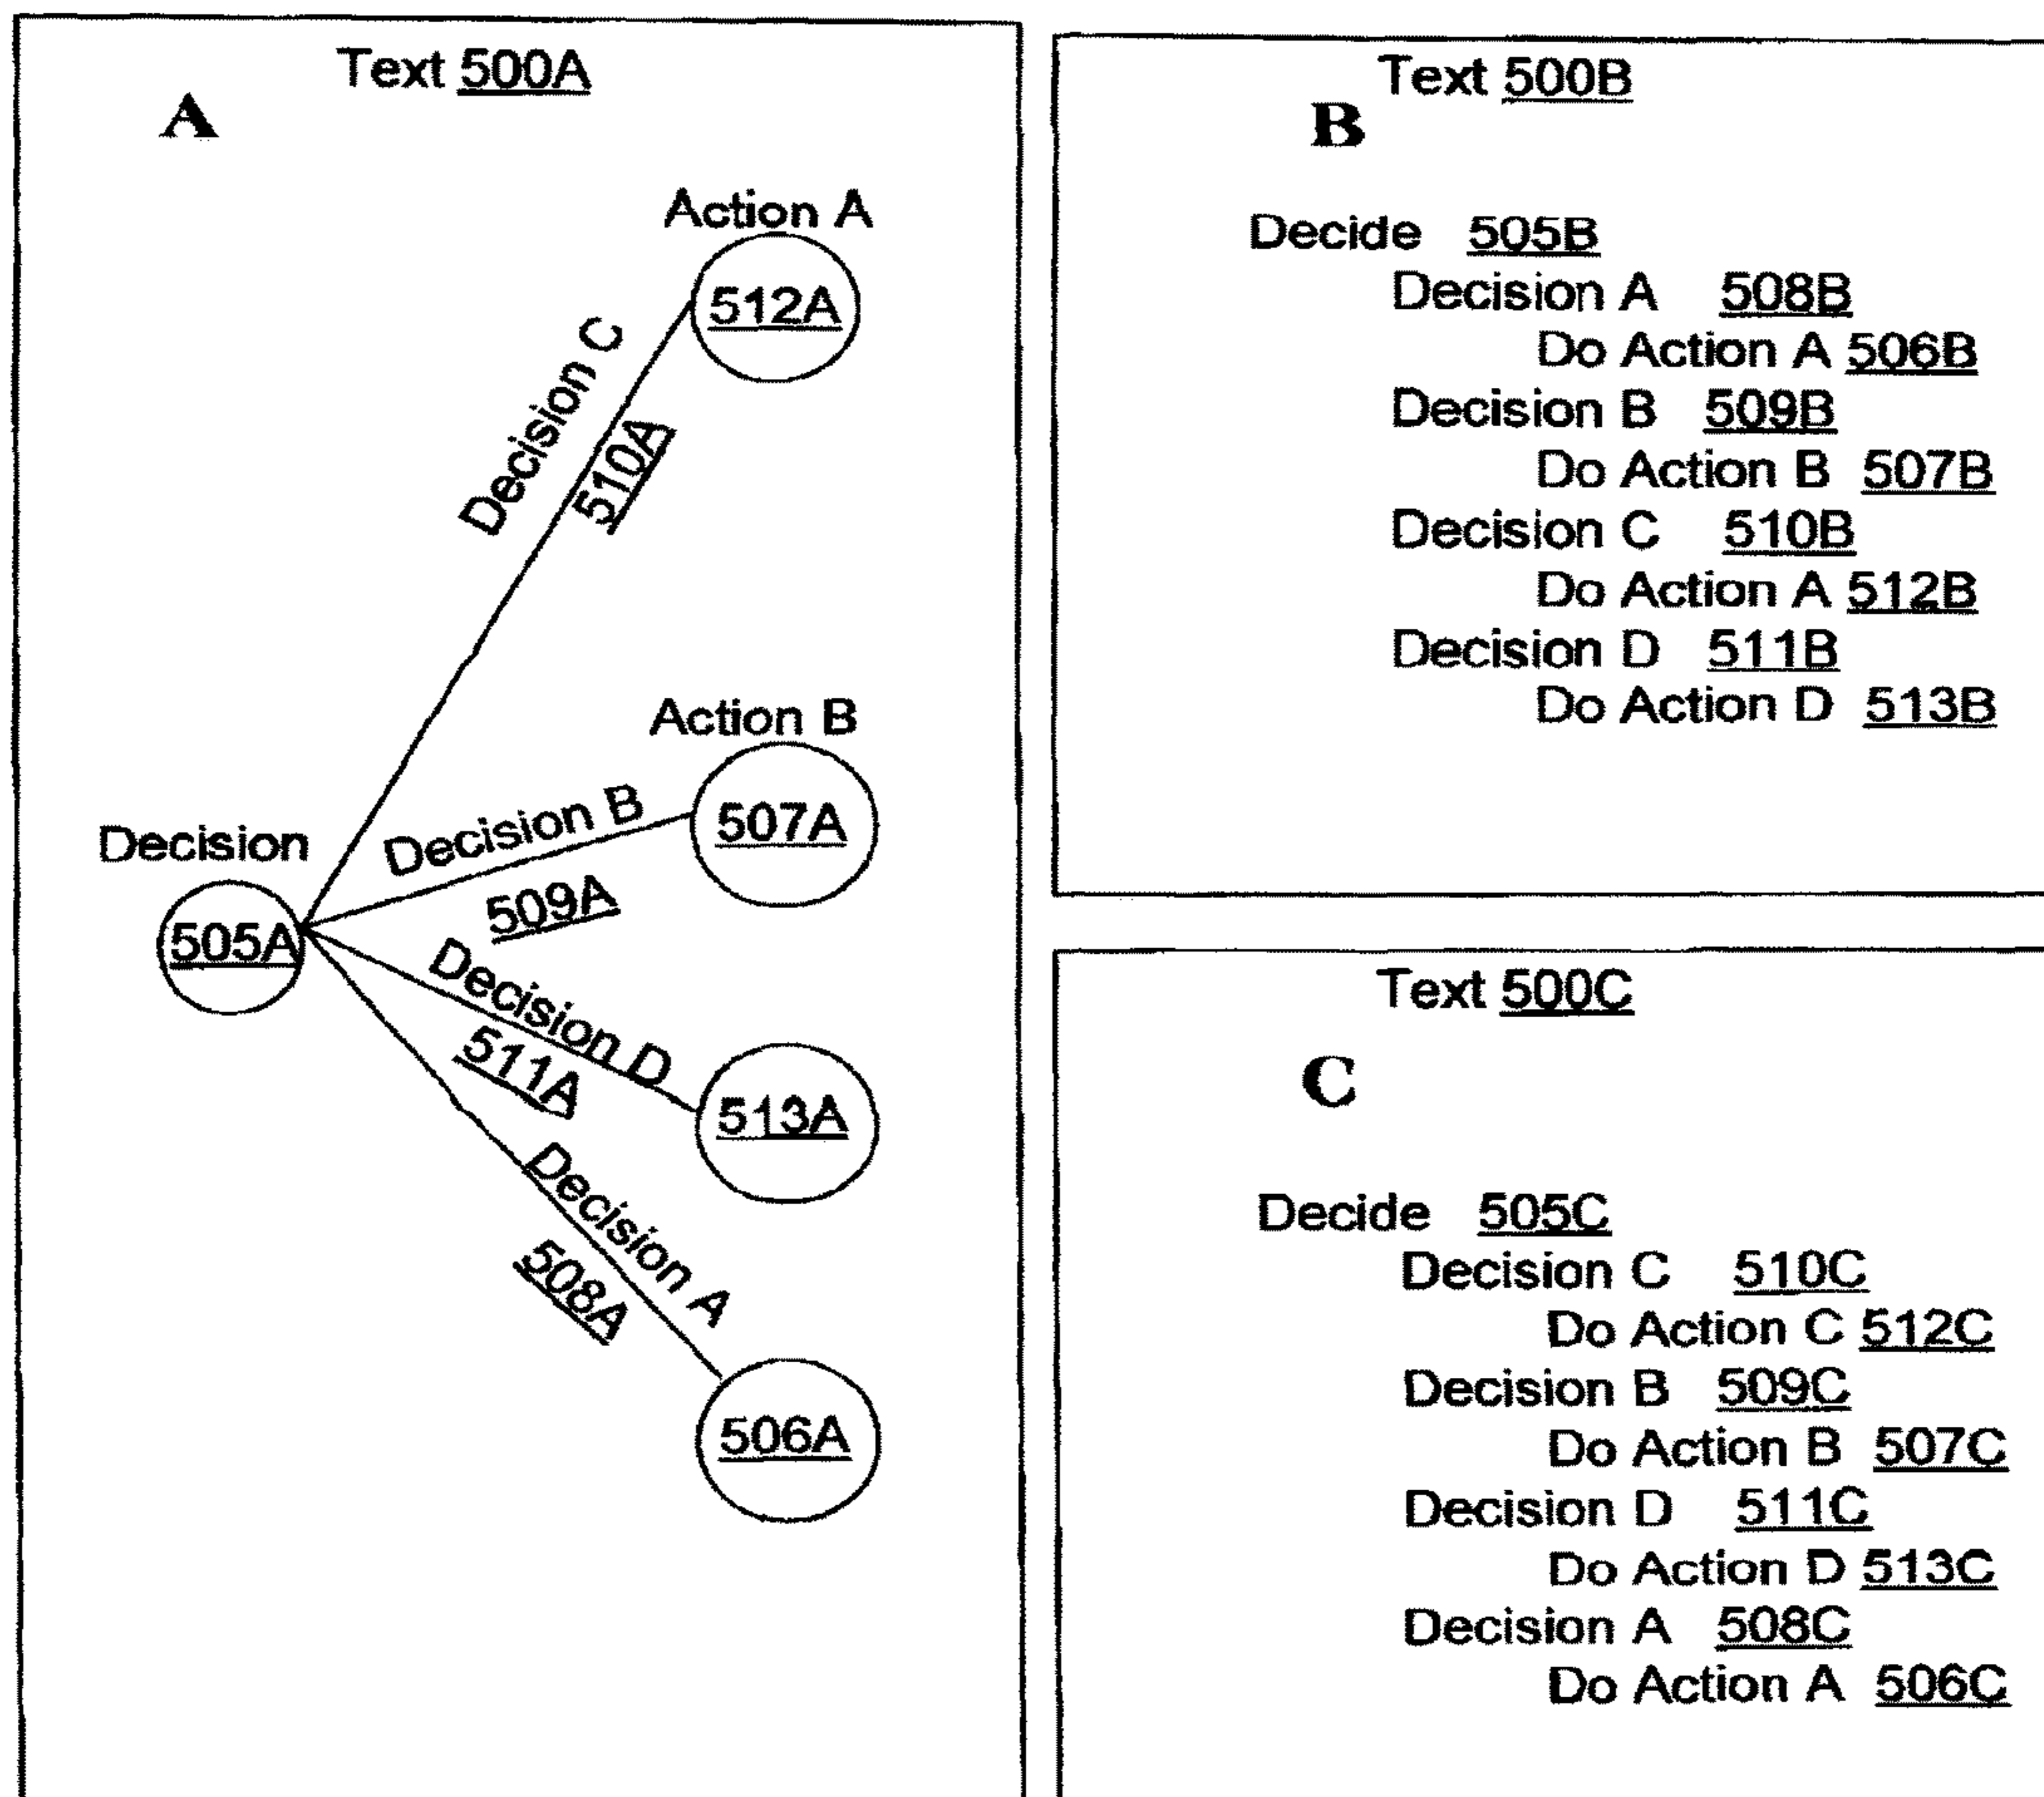 Text 500A
A
Action A
512A
Decision C
510A
Action B
507A
Decision B
509A
Decision
505A
Decision D
511A
513A
Decision A
508A
506A
Text 500B
B
Decide 505B
Decision A 508B
Do Action A 506B
Decision B 509B
Do Action B 507B
Decision C 510B
Do Action A 512B
Decision D 511B
Do Action D 513B
Text 500C
C
Decide 505C
Decision C 510C
Do Action C 512C
Decision B 509C
Do Action B 507C
Decision D 511C
Do Action D 513C
Decision A 508C
Do Action A 506C